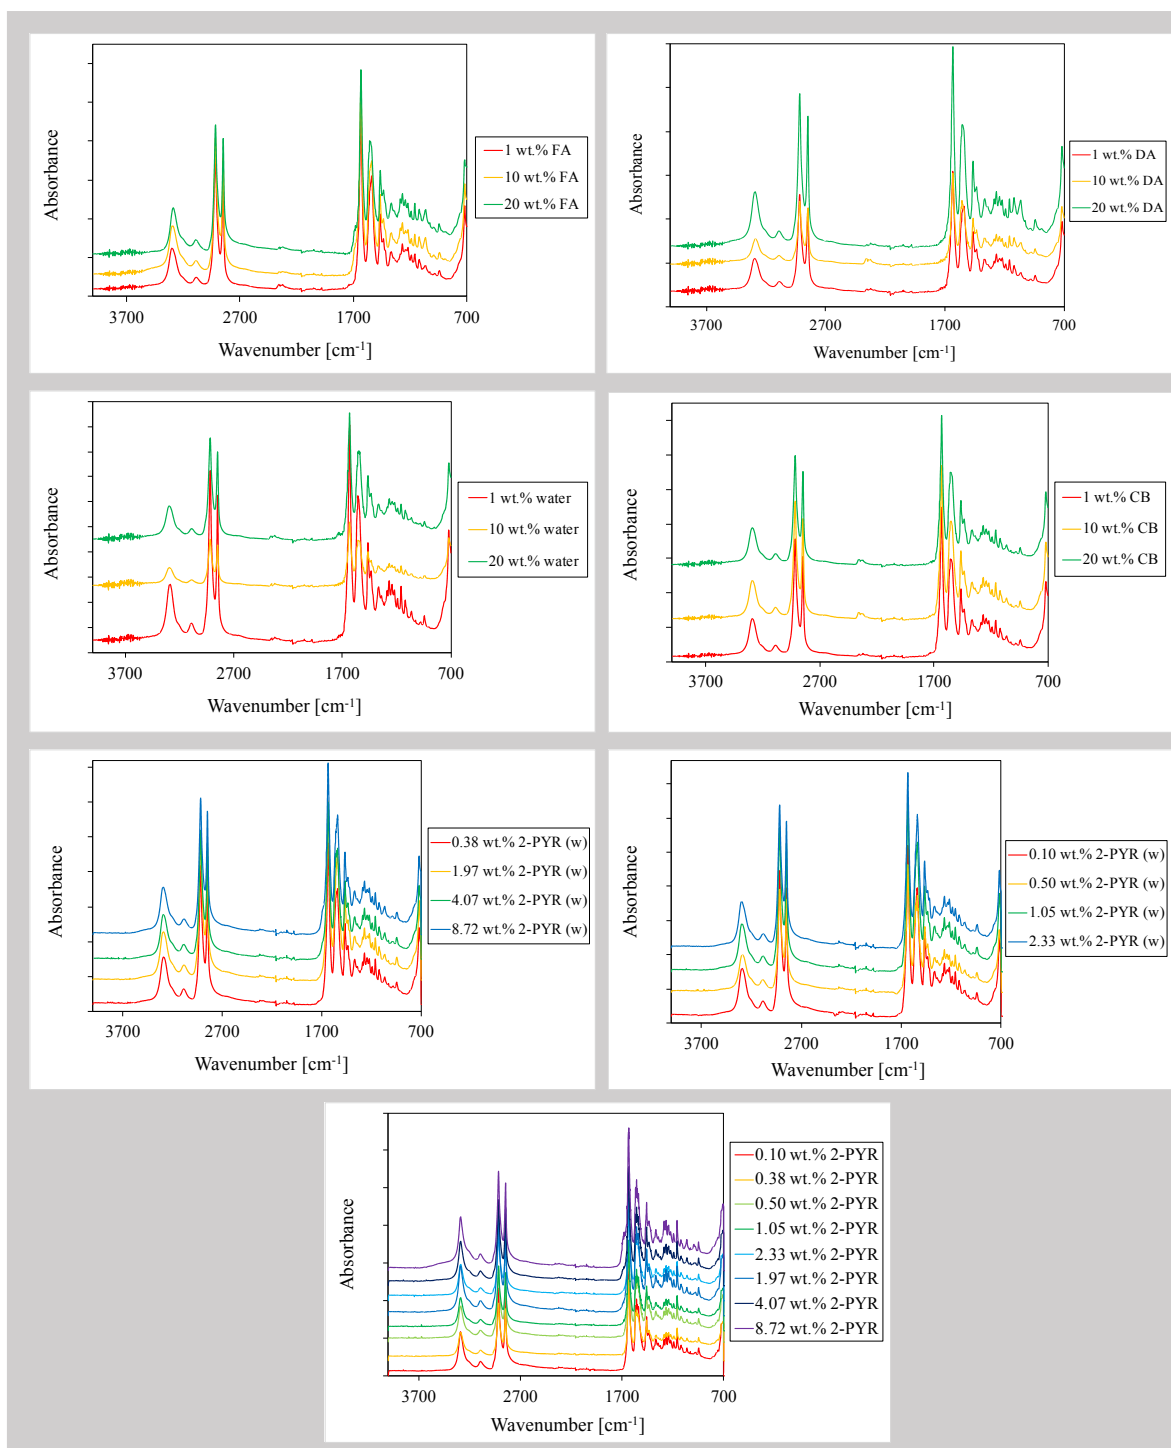 Absorbance
1 wt.% FA
10 wt.% FA
20 wt.% FA
3700 2700 1700 700
Wavenumber [cm-1]
Absorbance
1 wt.% DA
10 wt.% DA
20 wt.% DA
3700 2700 1700 700
Wavenumber [cm-1]
Absorbance
1 wt.% water
10 wt.% water
20 wt.% water
3700 2700 1700 700
Wavenumber [cm-1]
Absorbance
1 wt.% CB
10 wt.% CB
20 wt.% CB
3700 2700 1700 700
Wavenumber [cm-1]
Absorbance
0.38 wt.% 2-PYR (w)
1.97 wt.% 2-PYR (w)
4.07 wt.% 2-PYR (w)
8.72 wt.% 2-PYR (w)
3700 2700 1700 700
Wavenumber [cm-1]
Absorbance
0.10 wt.% 2-PYR (w)
0.50 wt.% 2-PYR (w)
1.05 wt.% 2-PYR (w)
2.33 wt.% 2-PYR (w)
3700 2700 1700 700
Wavenumber [cm-1]
Absorbance
0.10 wt.% 2-PYR
0.38 wt.% 2-PYR
0.50 wt.% 2-PYR
1.05 wt.% 2-PYR
2.33 wt.% 2-PYR
1.97 wt.% 2-PYR
4.07 wt.% 2-PYR
8.72 wt.% 2-PYR
3700 2700 1700 700
Wavenumber [cm-1]